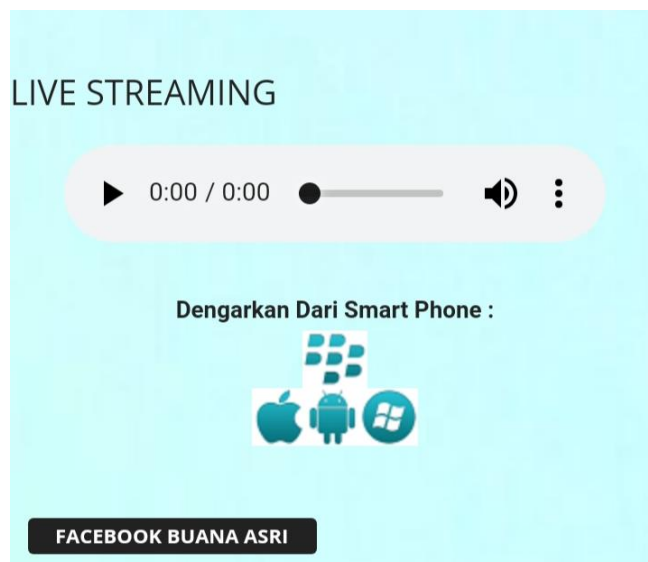 LIVE STREAMING
0:00 / 0:00
Dengarkan Dari Smart Phone :
FACEBOOK BUANA ASRI